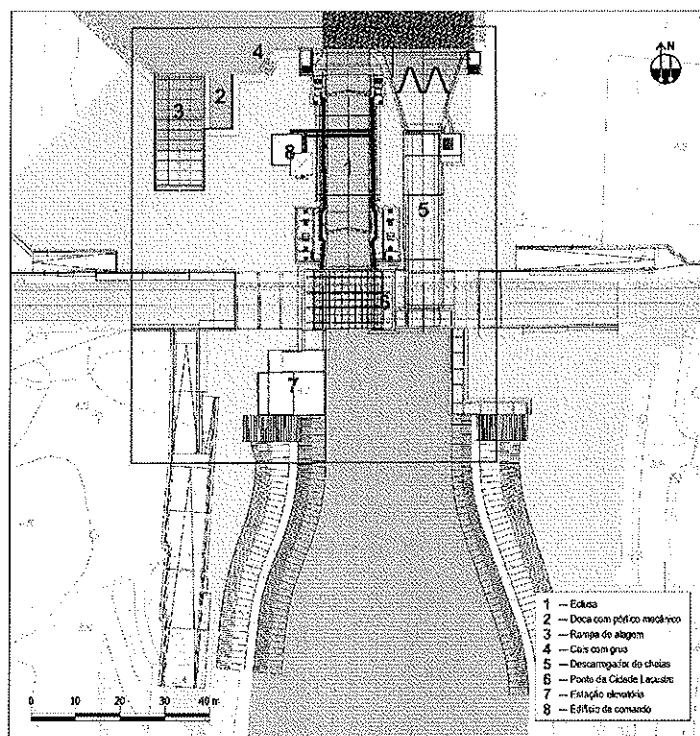 N
4
2
3
8
1
5
6
7
1 — Eclusa
2 — Doca com pórtico mecânico
3 — Rampa de alagem
4 — Cais com grua
5 — Descarregador de cheias
6 — Ponte da Cidade Lacustre
7 — Estação elevatória
8 — Edifício de comando
0 10 20 30 40 m